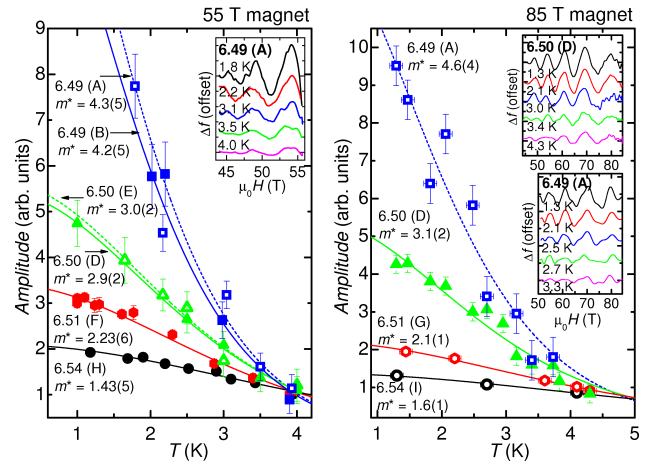 55 T magnet
9
8
7
6
5
4
3
2
1
1
2
3
4
Amplitude (arb. units)
T (K)
6.49 (A)
m* = 4.3(5)
6.49 (B)
m* = 4.2(5)
6.50 (E)
m* = 3.0(2)
6.50 (D)
m* = 2.9(2)
6.51 (F)
m* = 2.23(6)
6.54 (H)
m* = 1.43(5)
6.49 (A)
1.8 K
2.2 K
3.1 K
3.5 K
4.0 K
Δf (offset)
45 50 55
μ0H (T)
85 T magnet
10
9
8
7
6
5
4
3
2
1
1
2
3
4
5
Amplitude (arb. units)
T (K)
6.49 (A)
m* = 4.6(4)
6.50 (D)
m* = 3.1(2)
6.51 (G)
m* = 2.1(1)
6.54 (I)
m* = 1.6(1)
6.50 (D)
1.3 K
2.1 K
3.0 K
3.4 K
4.3 K
Δf (offset)
50 60 70 80
μ0H (T)
6.49 (A)
1.3 K
2.1 K
2.5 K
2.7 K
3.3 K
Δf (offset)
50 60 70 80
μ0H (T)